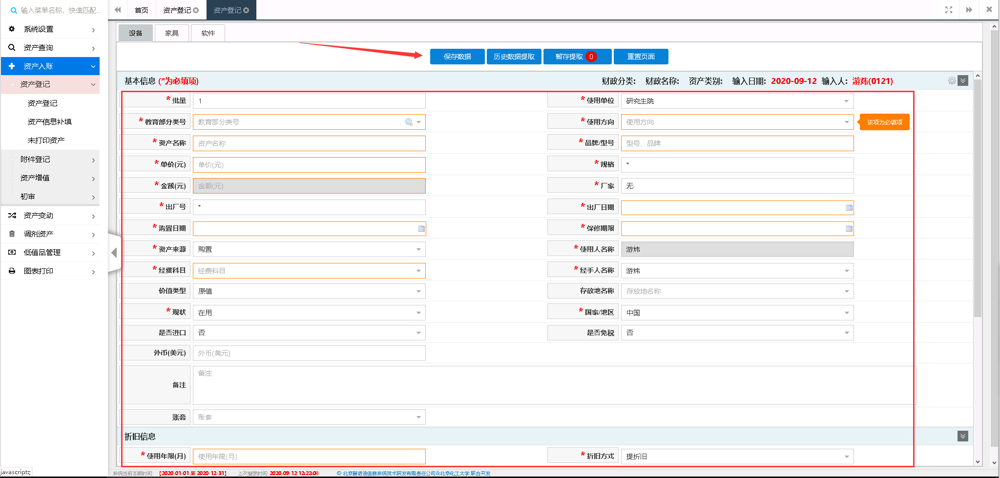 输入菜单名称，快速匹配...
首页 资产登记 资产登记
系统设置
资产查询
资产入账
资产登记
资产登记
资产信息补填
未打印资产
附件登记
资产增值
初审
资产变动
调剂资产
低值品管理
图表打印
设备 家具 软件
保存数据 历史数据提取 暂存提取 0 重置页面
基本信息 (*为必填项) 财政分类: 财政名称: 资产类别: 输入日期: 2020-09-12 输入人: 游炜(0121)
*批量 1 *使用单位 研究生院
*教育部分类号 教育部分类号 *使用方向 使用方向 该项为必填项
*资产名称 资产名称 *品牌/型号 型号、品牌
*单价(元) 单价(元) *规格 *
*金额(元) 金额(元) *厂家 无
*出厂号 * *出厂日期
*购置日期 *保修期限
*资产来源 购置 *使用人名称 游炜
*经费科目 经费科目 *经手人名称 游炜
价值类型 原值 存放地名称 存放地名称
*现状 在用 *国家/地区 中国
是否进口 否 是否免税 否
外币(美元) 外币(美元)
备注 备注
账套 账套
折旧信息
*使用年限(月) 使用年限(月) *折旧方式 提折旧
javascript:;
系统当前本期时间: 【2020-01-01 至 2020-12-31】 上次登录时间: 2020-09-12 12:22:08 © 北京普诺迪信息系统技术研发有限责任公司&北京化工大学 联合开发